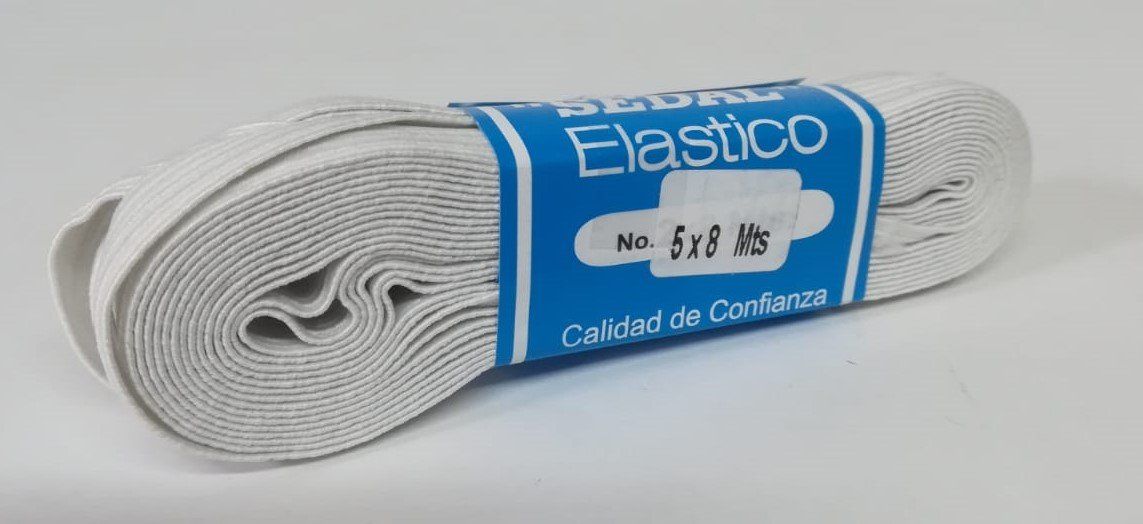 SEDAL
Elastico
No. 5 x 8 Mts
Calidad de Confianza